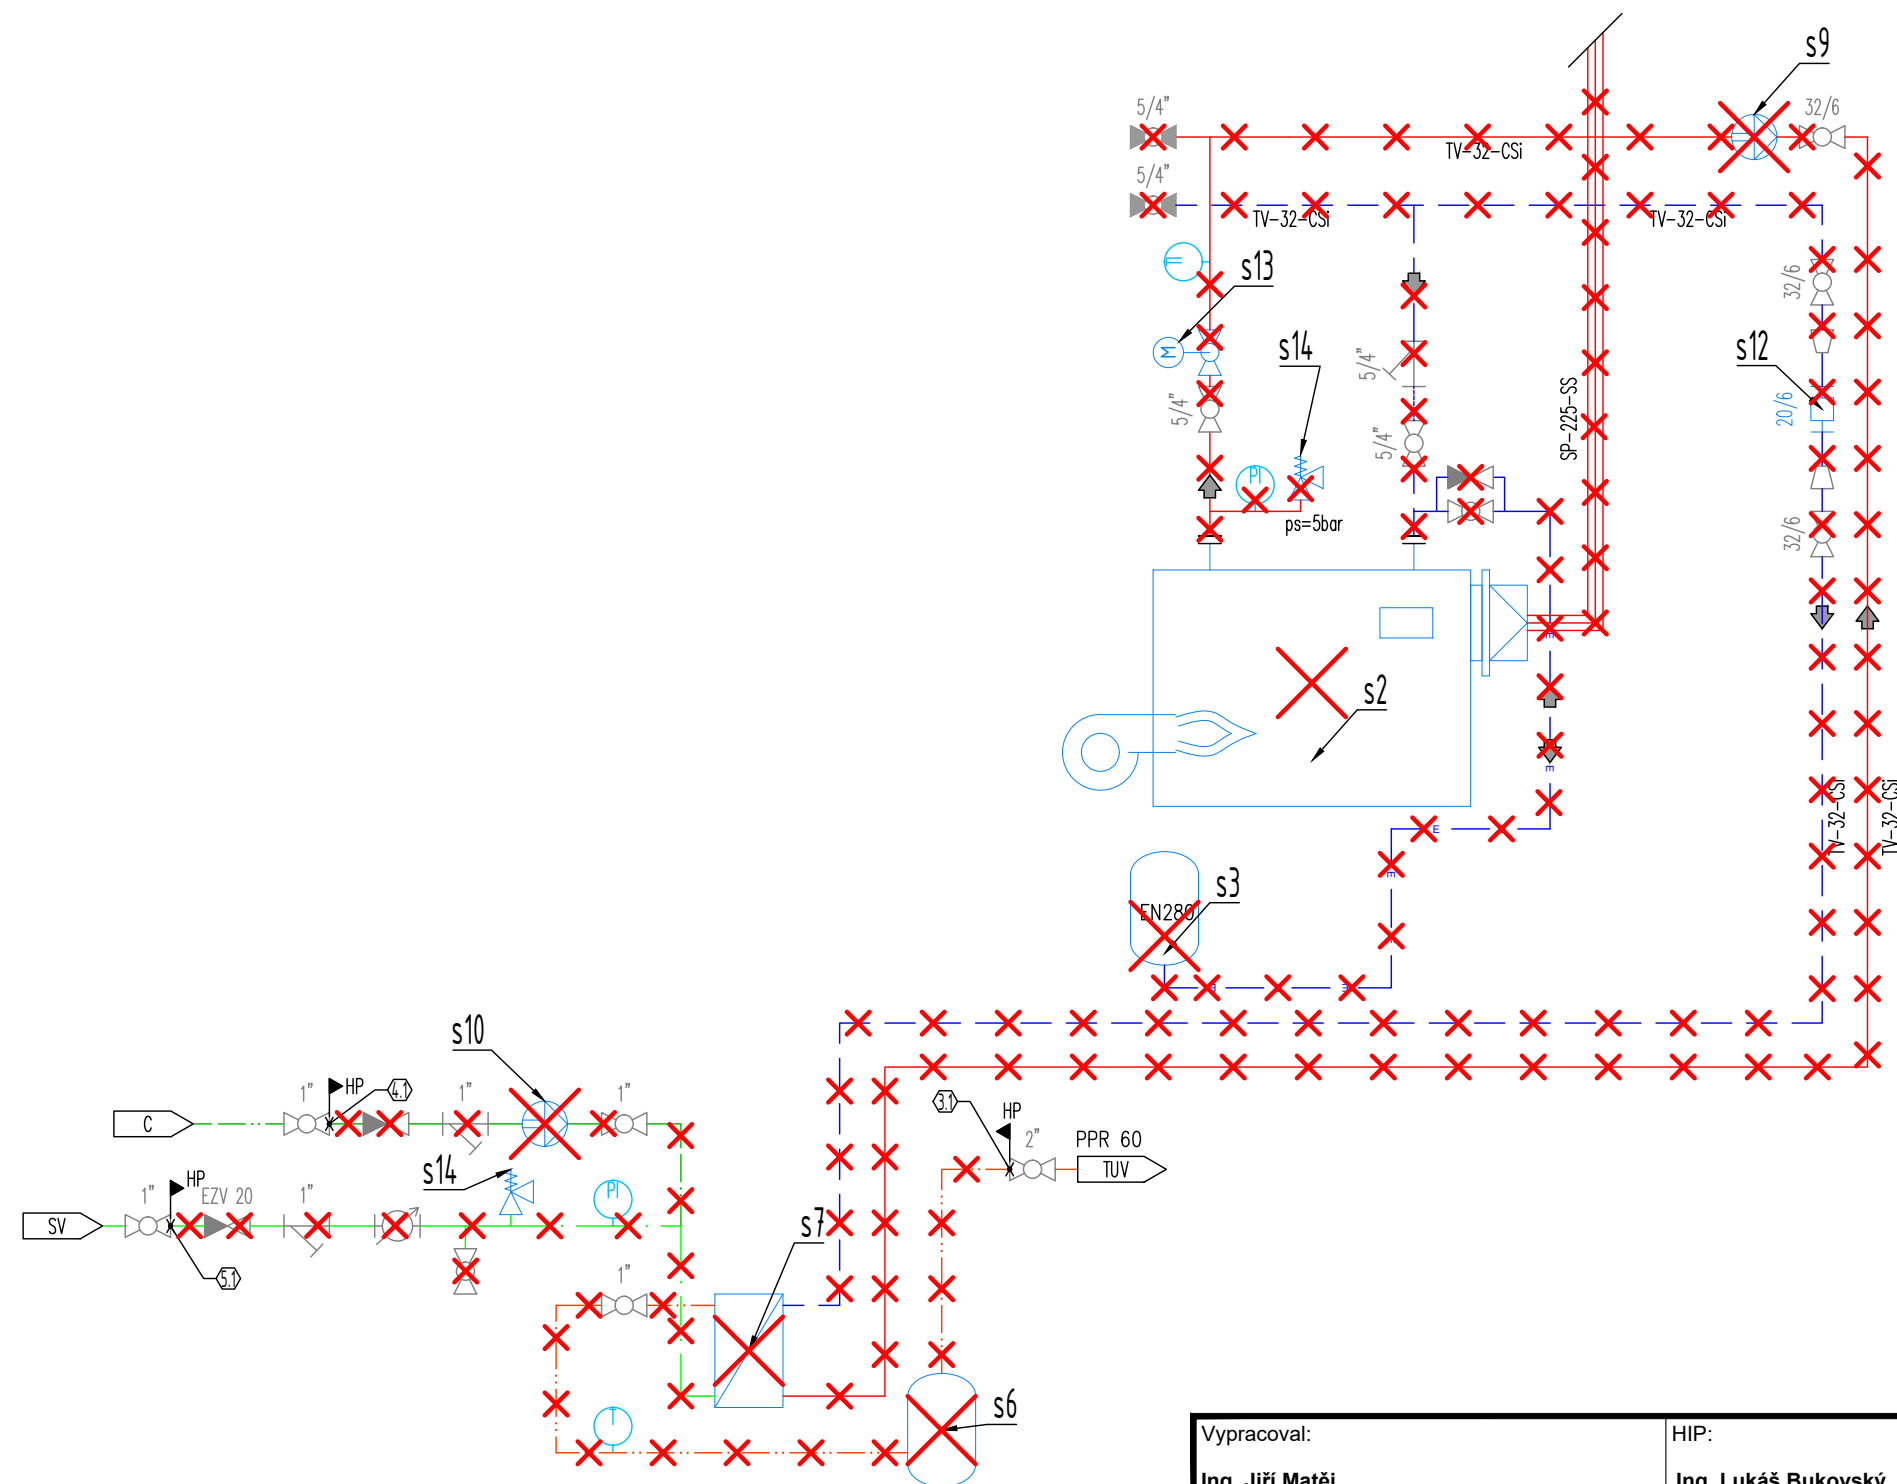 s9
5/4"
32/6
TV-32-CSi
5/4"
TV-32-CSi
TV-32-CSi
TI
s13
32/6
M
s14
5/4"
s12
5/4"
SP-225-SS
20/6
5/4"
PI
ps=5bar
32/6
E
s2
E
TV-32-CSi
TV-32-CSi
E
E
s3
EN280
E
E
s10
1"
HP
4.1
1"
1"
C
3.1
HP
2"
PPR 60
TUV
s14
HP
1"
EZV 20
1"
PI
SV
s7
5.1
1"
s6
T
Vypracoval:
HIP:
Ing. Jiří Matěj
Ing. Lukáš Bukovský